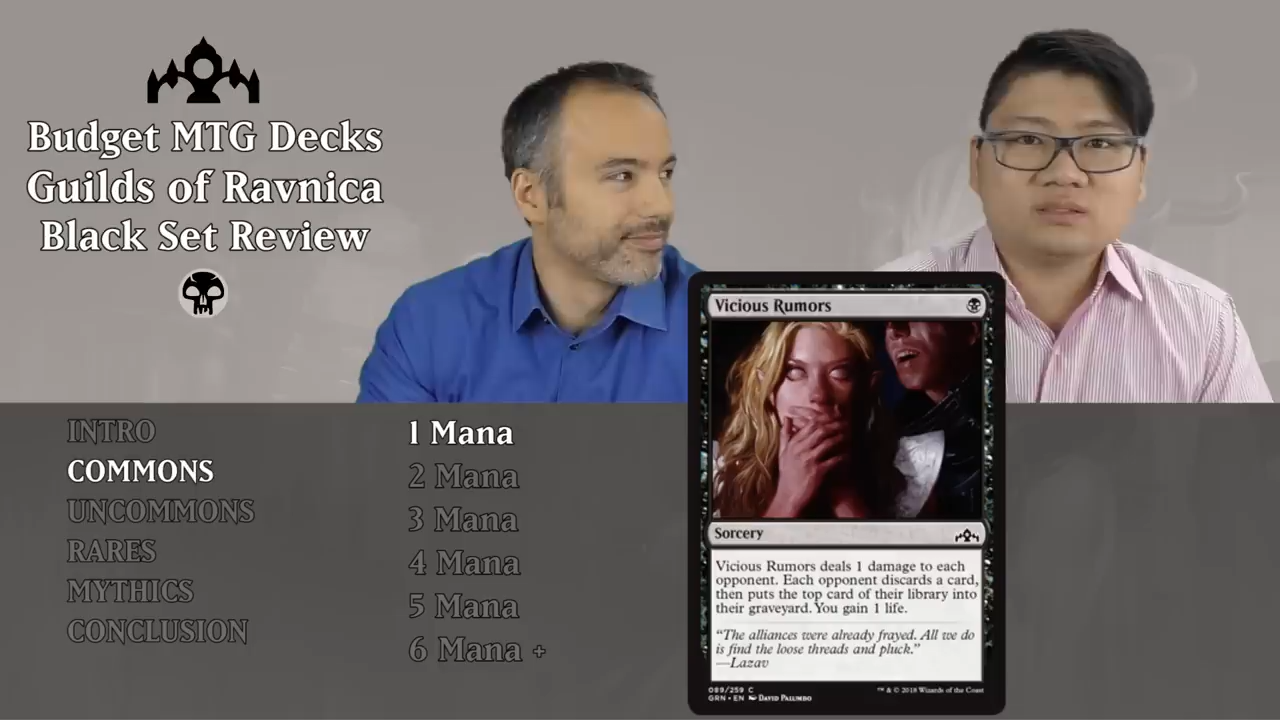 Budget MTG Decks
Guilds of Ravnica
Black Set Review
INTRO
COMMONS
UNCOMMONS
RARES
MYTHICS
CONCLUSION
1 Mana
2 Mana
3 Mana
4 Mana
5 Mana
6 Mana +
Vicious Rumors
Sorcery
Vicious Rumors deals 1 damage to each
opponent. Each opponent discards a card,
then puts the top card of their library into
their graveyard. You gain 1 life.
"The alliances were already frayed. All we do
is find the loose threads and pluck."
—Lazav
089/259 C
GRN • EN DAVID PALUMBO
™ & © 2018 Wizards of the Coast